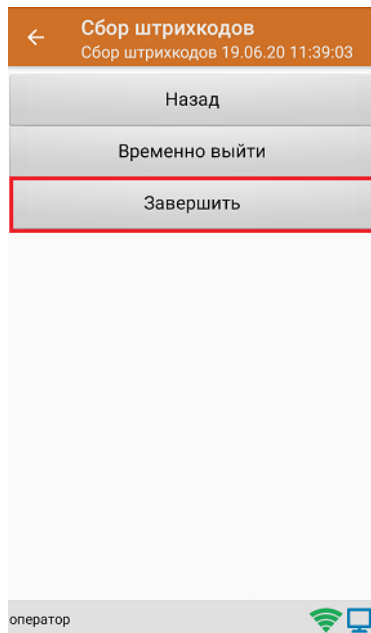 Сбор штрихкодов
Сбор штрихкодов 19.06.20 11:39:03
Назад
Временно выйти
Завершить
оператор